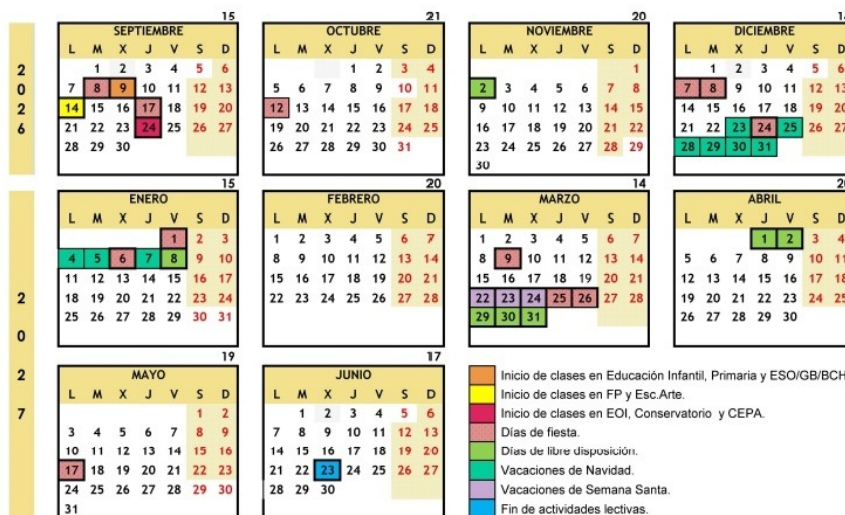 2026
15
SEPTIEMBRE
L M X J V S D
1 2 3 4 5 6
7 8 9 10 11 12 13
14 15 16 17 18 19 20
21 22 23 24 25 26 27
28 29 30
21
OCTUBRE
L M X J V S D
1 2 3 4
5 6 7 8 9 10 11
12 13 14 15 16 17 18
19 20 21 22 23 24 25
26 27 28 29 30 31
20
NOVIEMBRE
L M X J V S D
1
2 3 4 5 6 7 8
9 10 11 12 13 14 15
16 17 18 19 20 21 22
23 24 25 26 27 28 29
30
DICIEMBRE
L M X J V S D
1 2 3 4 5 6
7 8 9 10 11 12 13
14 15 16 17 18 19 20
21 22 23 24 25 26 27
28 29 30 31
2027
15
ENERO
L M X J V S D
1 2 3
4 5 6 7 8 9 10
11 12 13 14 15 16 17
18 19 20 21 22 23 24
25 26 27 28 29 30 31
20
FEBRERO
L M X J V S D
1 2 3 4 5 6 7
8 9 10 11 12 13 14
15 16 17 18 19 20 21
22 23 24 25 26 27 28
14
MARZO
L M X J V S D
1 2 3 4 5 6 7
8 9 10 11 12 13 14
15 16 17 18 19 20 21
22 23 24 25 26 27 28
29 30 31
ABRIL
L M X J V S D
1 2 3 4
5 6 7 8 9 10 11
12 13 14 15 16 17 18
19 20 21 22 23 24 25
26 27 28 29 30
19
MAYO
L M X J V S D
1 2
3 4 5 6 7 8 9
10 11 12 13 14 15 16
17 18 19 20 21 22 23
24 25 26 27 28 29 30
31
17
JUNIO
L M X J V S D
1 2 3 4 5 6
7 8 9 10 11 12 13
14 15 16 17 18 19 20
21 22 23 24 25 26 27
28 29 30
Inicio de clases en Educación Infantil, Primaria y ESO/GB/BCH
Inicio de clases en FP y Esc.Arte.
Inicio de clases en EOI, Conservatorio y CEPA.
Días de fiesta.
Días de libre disposición.
Vacaciones de Navidad.
Vacaciones de Semana Santa.
Fin de actividades lectivas.